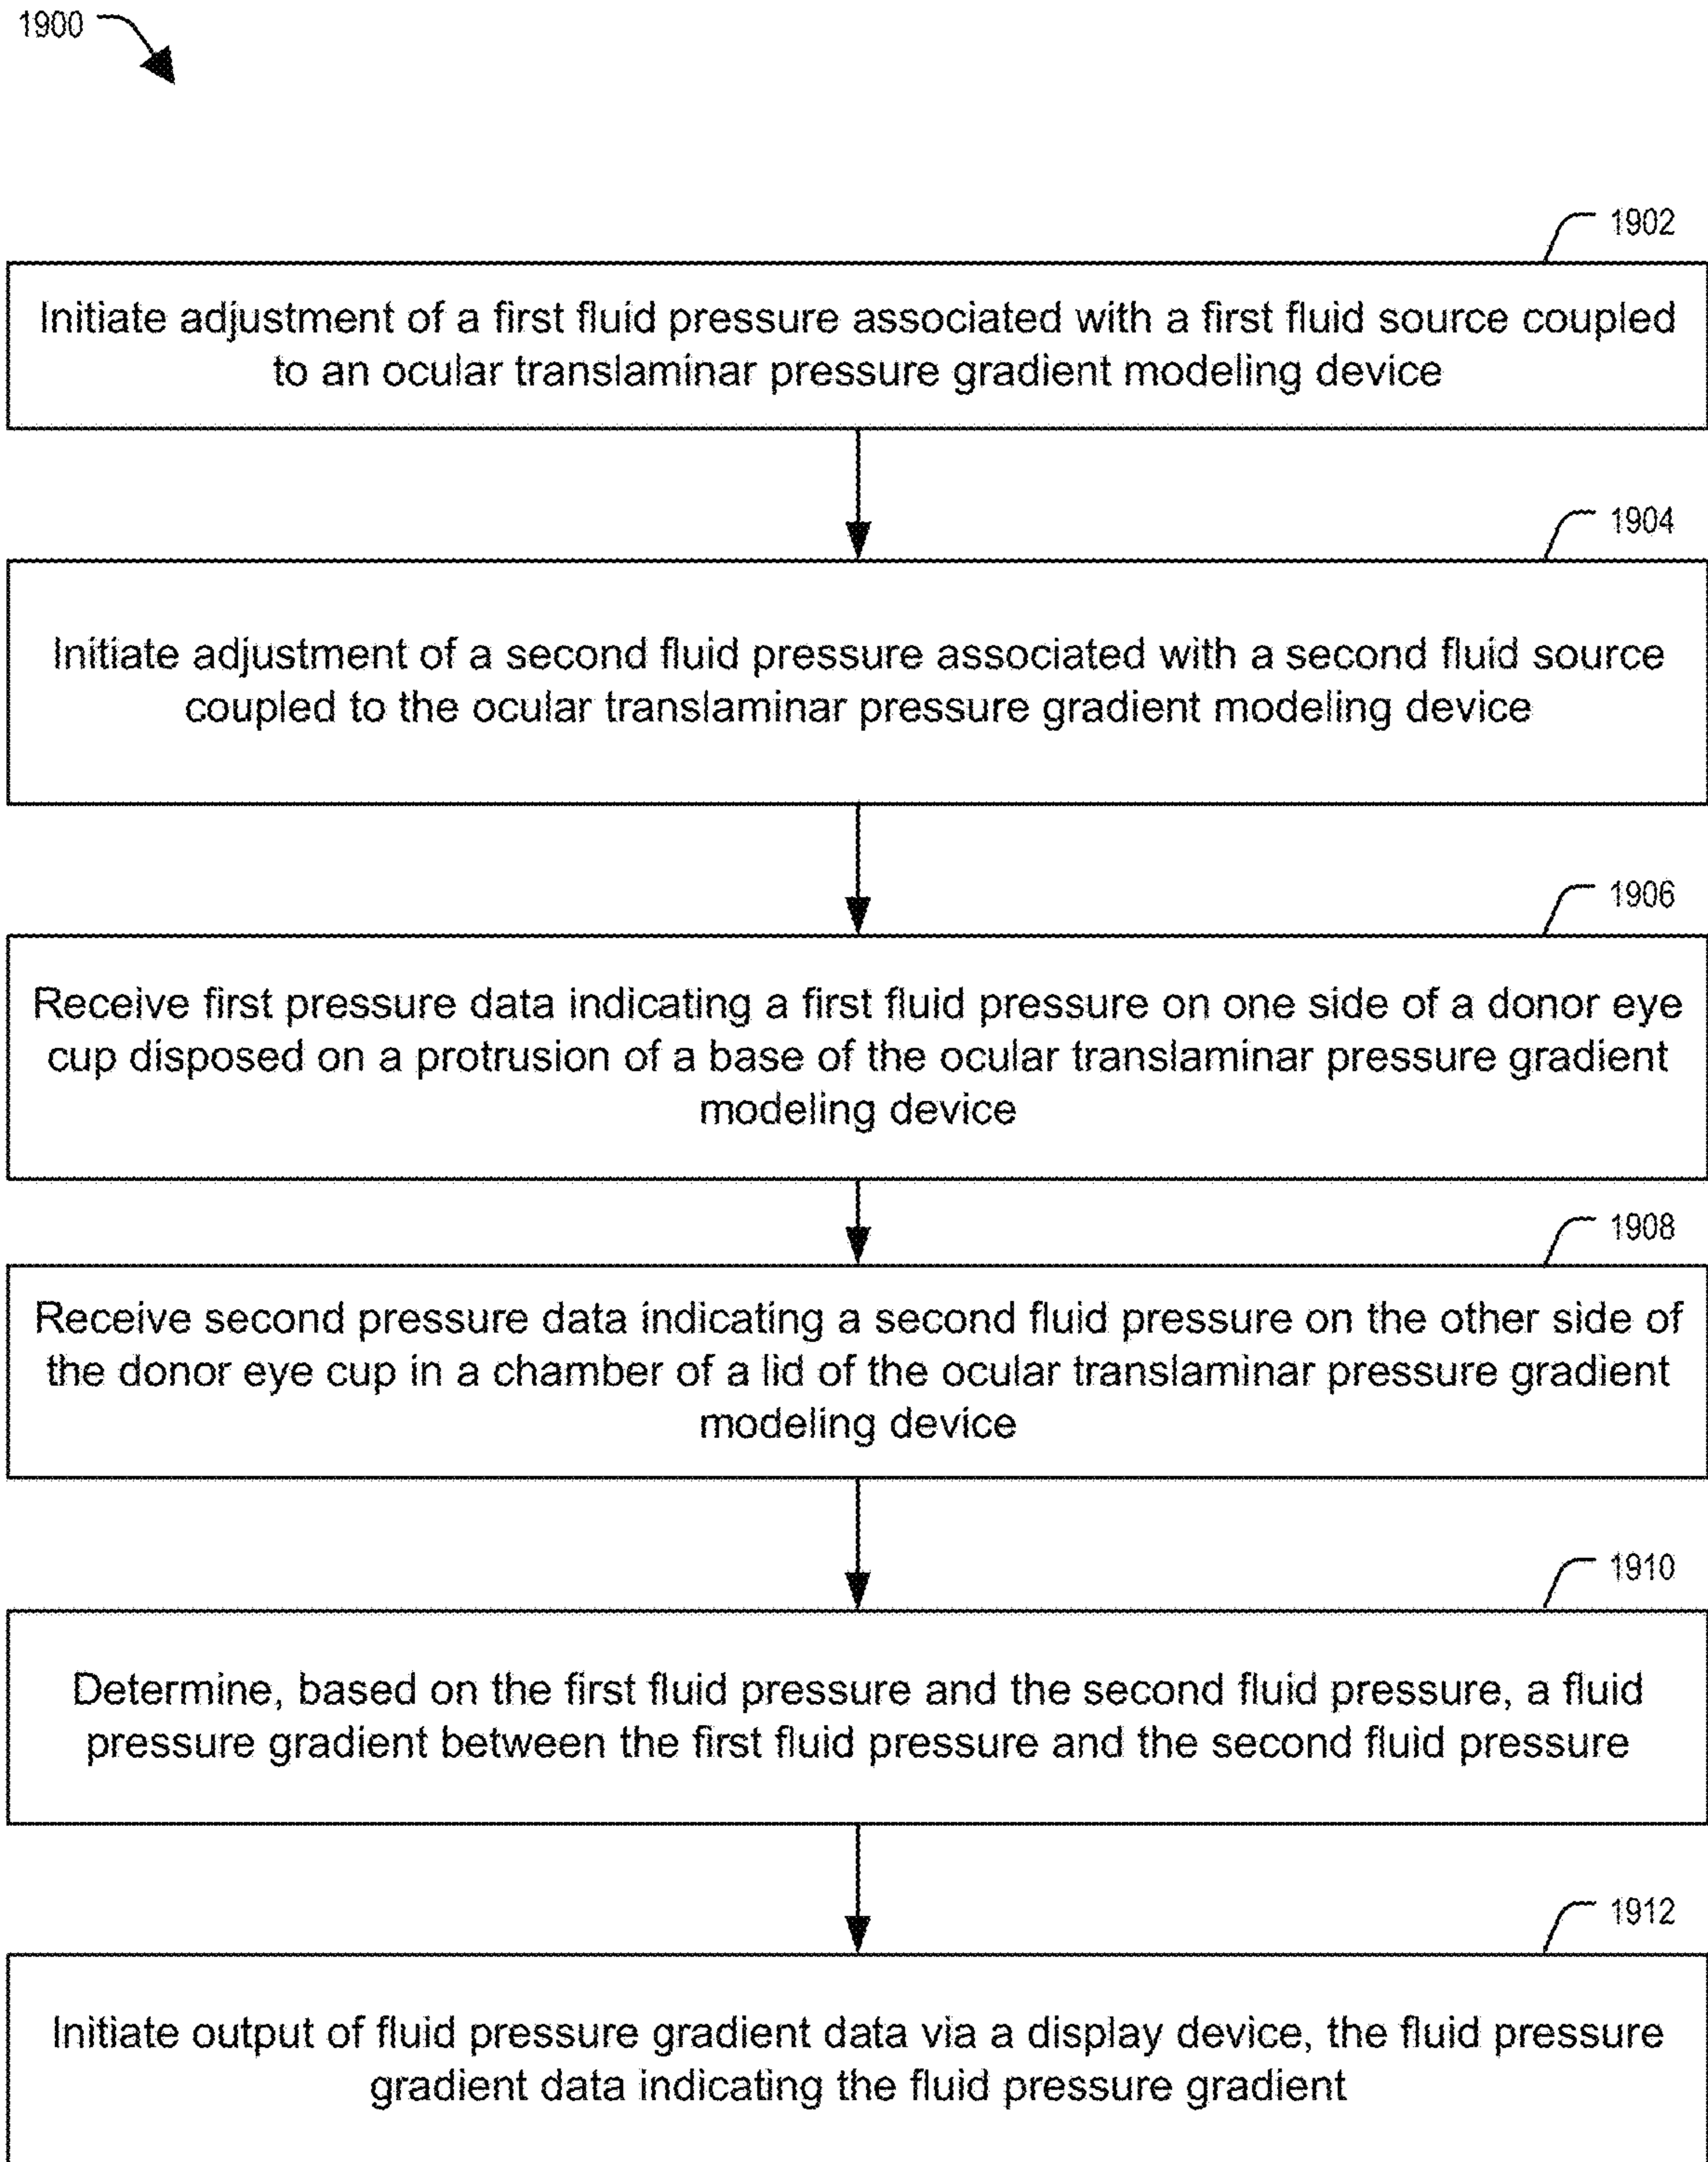 1900
1902
Initiate adjustment of a first fluid pressure associated with a first fluid source coupled
to an ocular translaminar pressure gradient modeling device
1904
Initiate adjustment of a second fluid pressure associated with a second fluid source
coupled to the ocular translaminar pressure gradient modeling device
1906
Receive first pressure data indicating a first fluid pressure on one side of a donor eye
cup disposed on a protrusion of a base of the ocular translaminar pressure gradient
modeling device
1908
Receive second pressure data indicating a second fluid pressure on the other side of
the donor eye cup in a chamber of a lid of the ocular translaminar pressure gradient
modeling device
1910
Determine, based on the first fluid pressure and the second fluid pressure, a fluid
pressure gradient between the first fluid pressure and the second fluid pressure
1912
Initiate output of fluid pressure gradient data via a display device, the fluid pressure
gradient data indicating the fluid pressure gradient